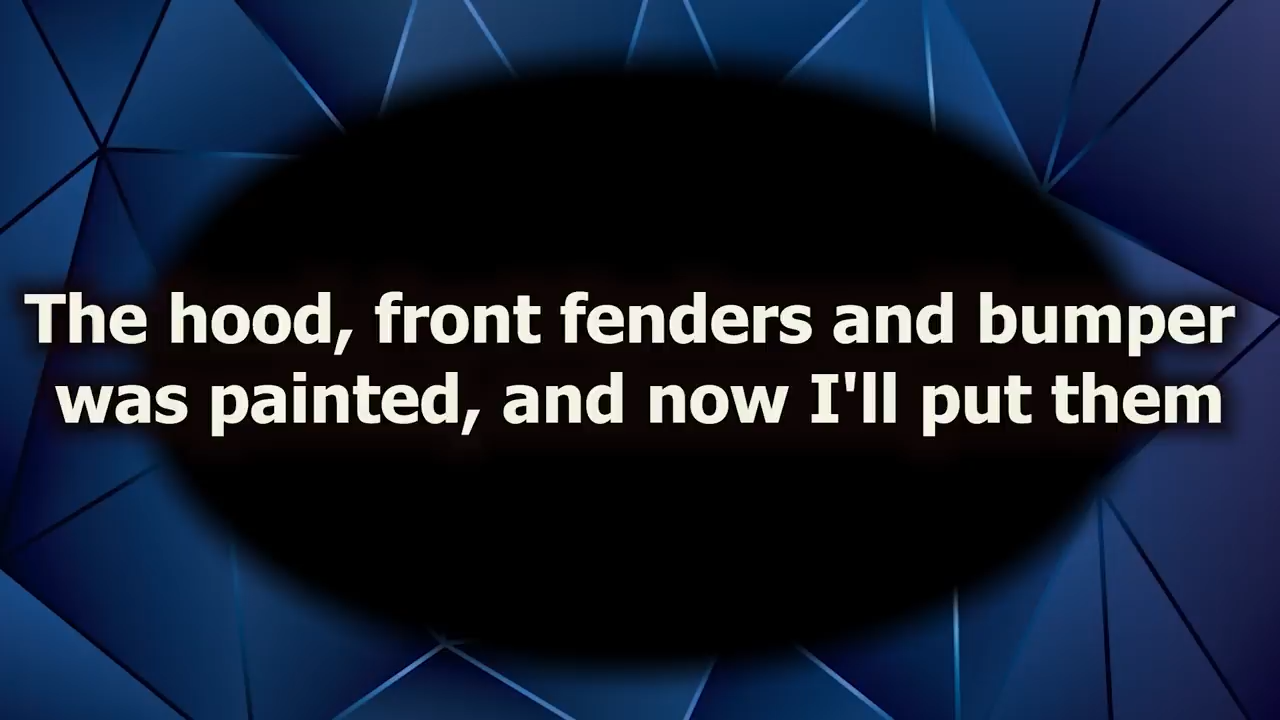 The hood, front fenders and bumper
was painted, and now I'll put them